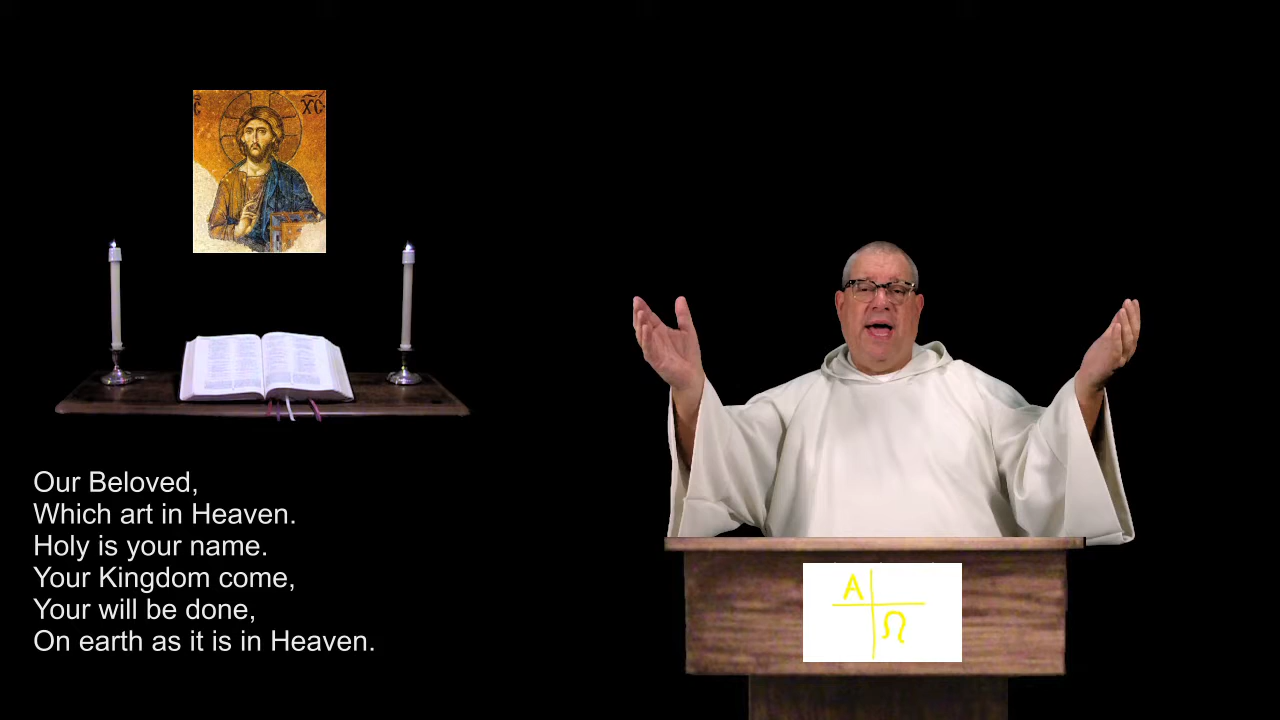 C
XC
Our Beloved,
Which art in Heaven.
Holy is your name.
Your Kingdom come,
Your will be done,
On earth as it is in Heaven.
A
Ω